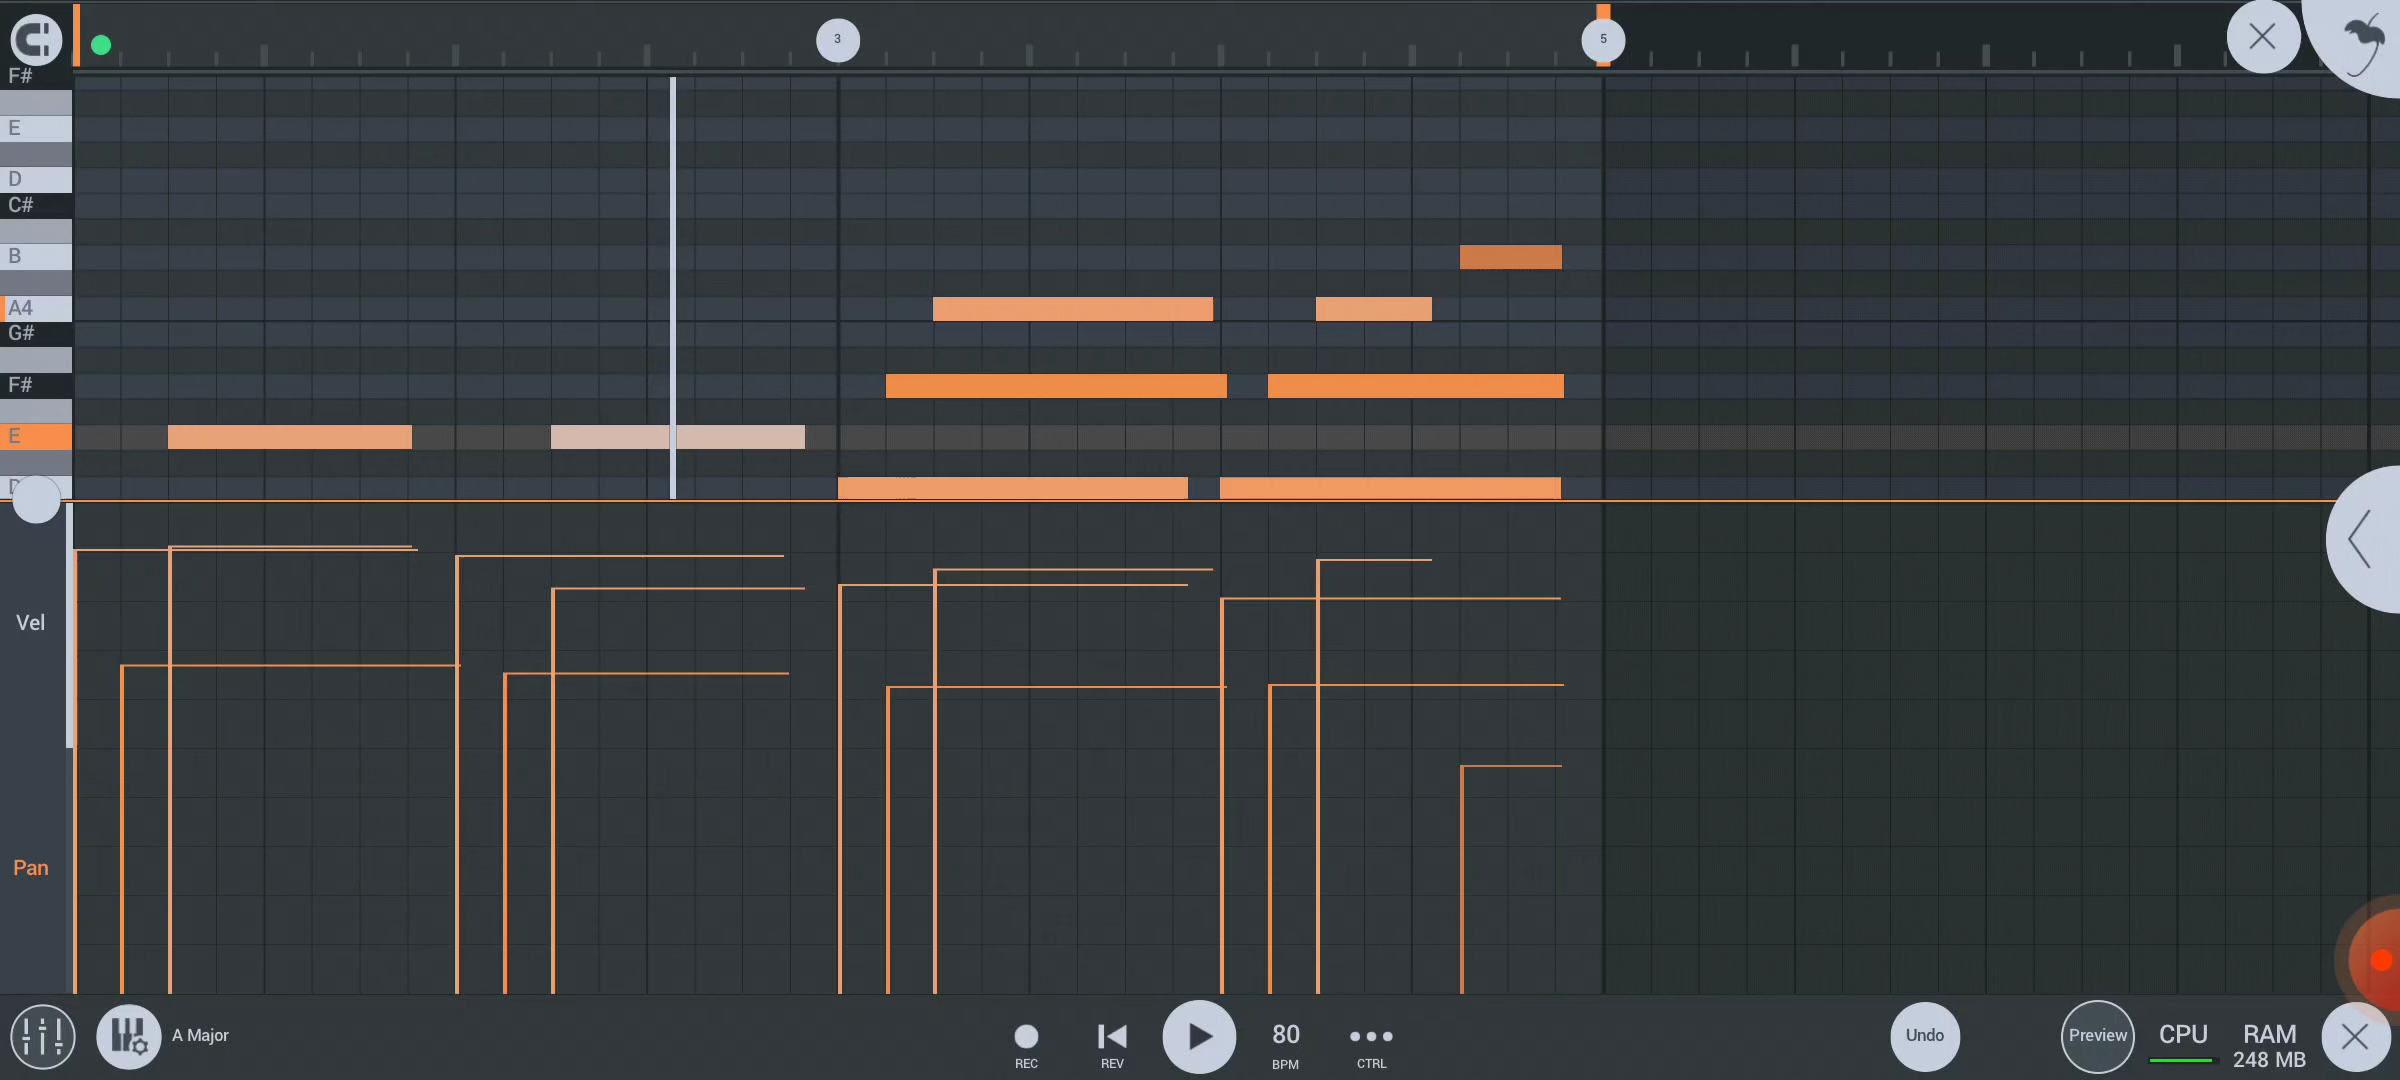 3
5
F#
E
D
C#
B
A4
G#
F#
E
Vel
Pan
A Major
REC
REV
80
BPM
CTRL
Undo
Preview
CPU
RAM
248 MB